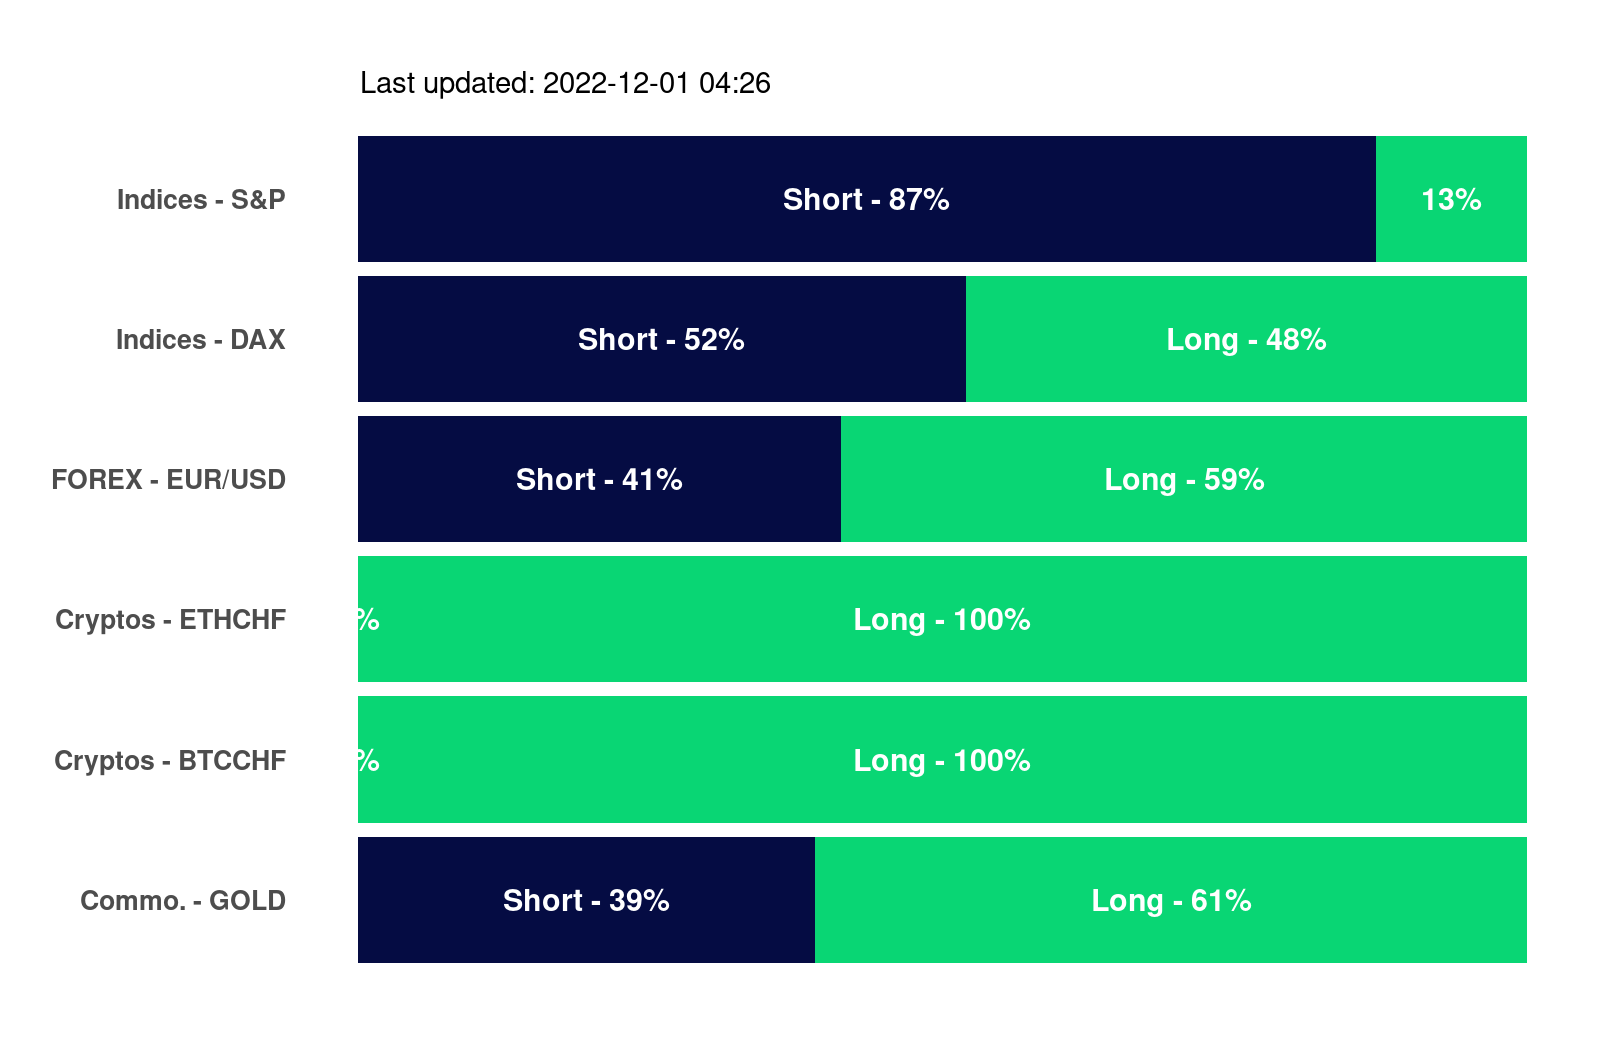 Last updated: 2022-12-01 04:26
Indices - S&P Short - 87% 13%
Indices - DAX Short - 52% Long - 48%
FOREX - EUR/USD Short - 41% Long - 59%
Cryptos - ETHCHF % Long - 100%
Cryptos - BTCCHF % Long - 100%
Commo. - GOLD Short - 39% Long - 61%